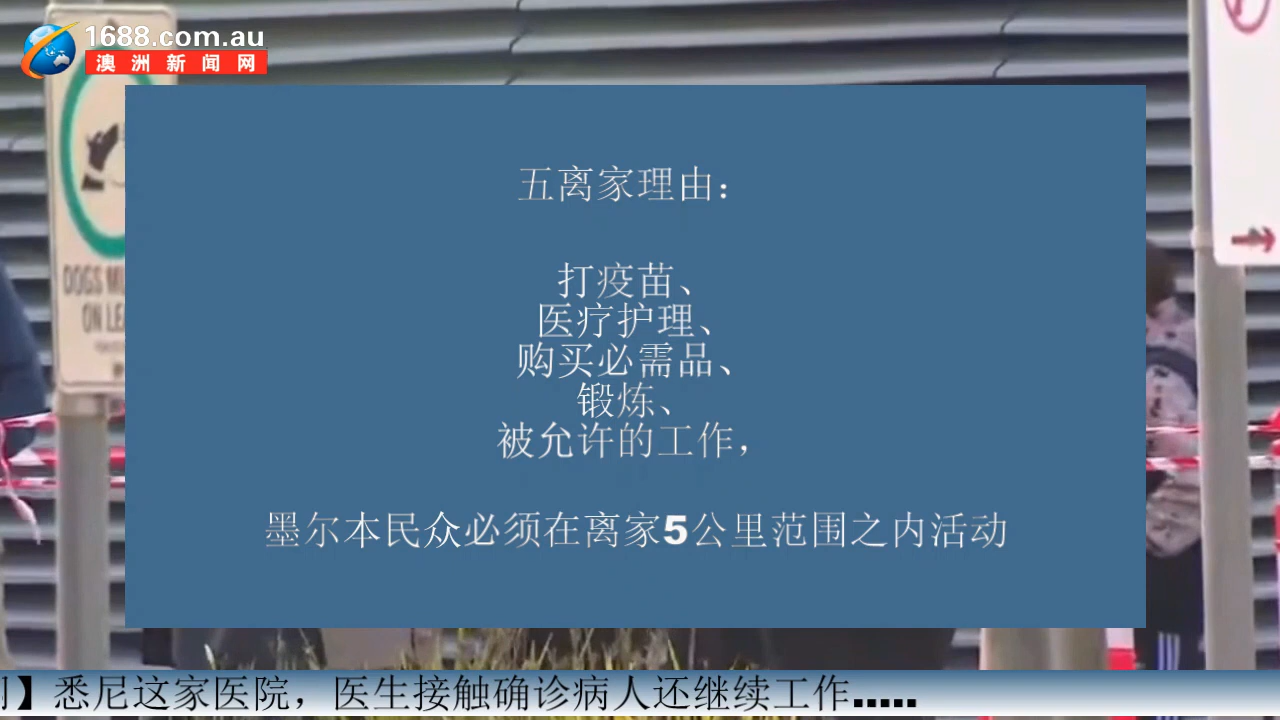 1688.com.au
澳洲新闻网
五离家理由：
打疫苗、
医疗护理、
购买必需品、
锻炼、
被允许的工作，
墨尔本民众必须在离家5公里范围之内活动
DOGS
ON
】悉尼这家医院，医生接触确诊病人还继续工作.....